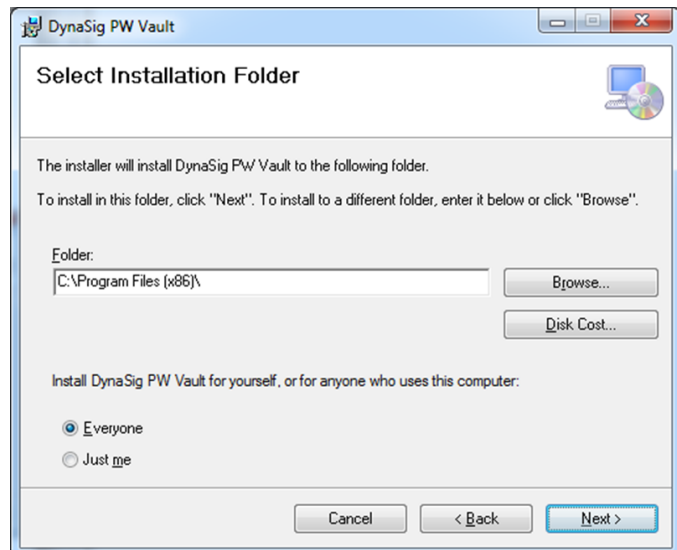 DynaSig PW Vault
Select Installation Folder
The installer will install DynaSig PW Vault to the following folder.
To install in this folder, click "Next". To install to a different folder, enter it below or click "Browse".
Folder:
C:\Program Files (x86)\
Browse...
Disk Cost...
Install DynaSig PW Vault for yourself, or for anyone who uses this computer:
Everyone
Just me
Cancel
< Back
Next >